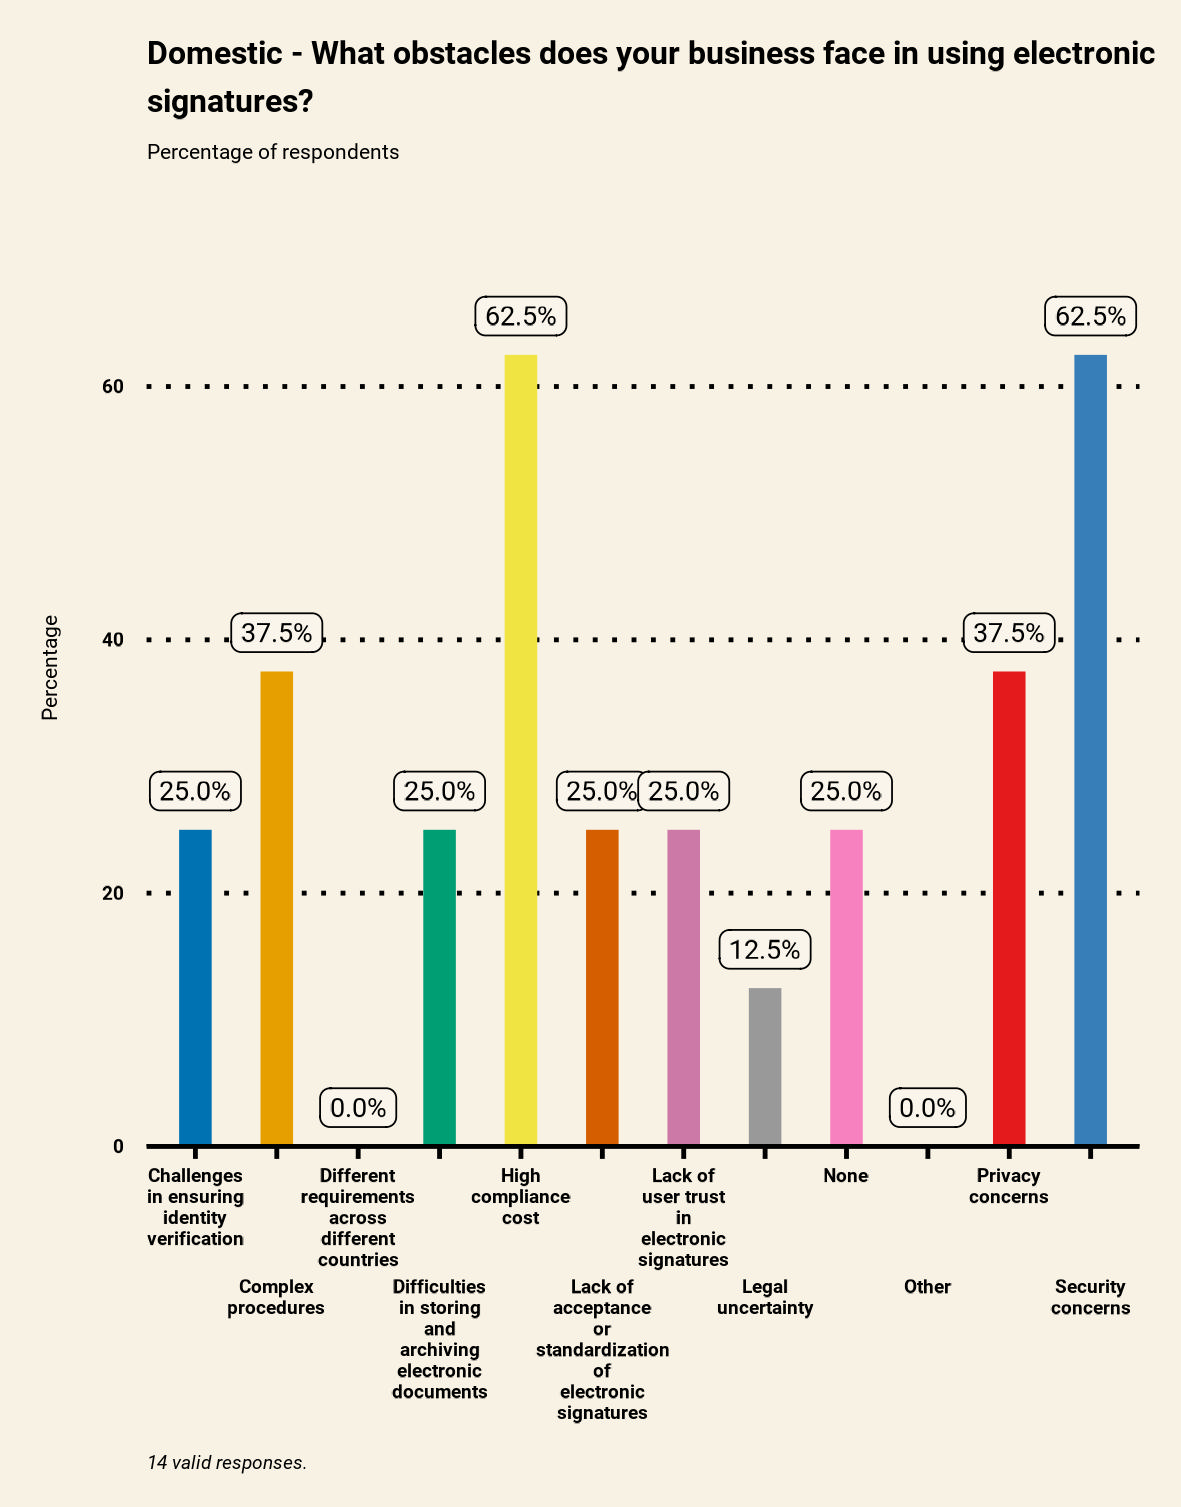 Domestic - What obstacles does your business face in using electronic
signatures?
Percentage of respondents
62.5%
62.5%
60
37.5%
37.5%
40
Percentage
25.0%
25.0%
25.0%
25.0%
25.0%
20
12.5%
0.0%
0.0%
0
Challenges
in ensuring
identity
verification
Complex
procedures
Different
requirements
across
different
countries
Difficulties
in storing
and
archiving
electronic
documents
High
compliance
cost
Lack of
acceptance
or
standardization
of
electronic
signatures
Lack of
user trust
in
electronic
signatures
Legal
uncertainty
None
Other
Privacy
concerns
Security
concerns
14 valid responses.